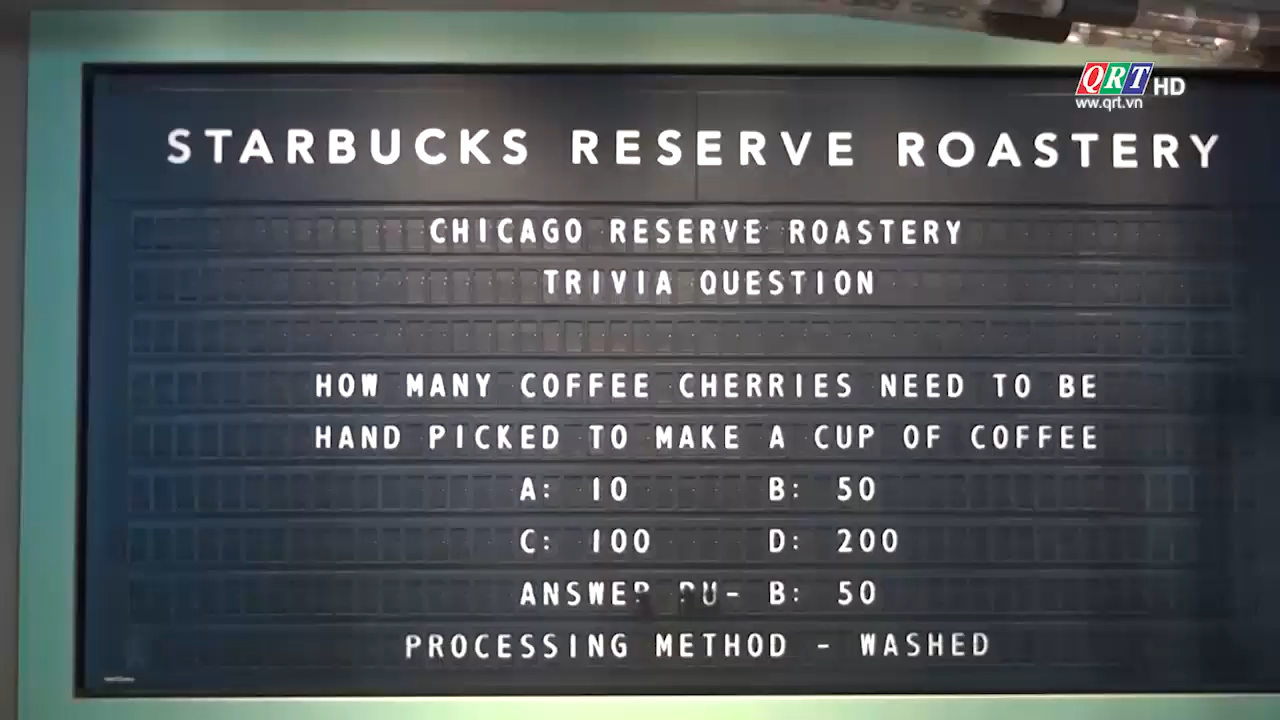 QRT HD
ww.qrt.vn
STARBUCKS RESERVE ROASTERY
CHICAGO RESERVE ROASTERY
TRIVIA QUESTION
HOW MANY COFFEE CHERRIES NEED TO BE
HAND PICKED TO MAKE A CUP OF COFFEE
A: 10 B: 50
C: 100 D: 200
B: 50
PROCESSING METHOD - WASHED